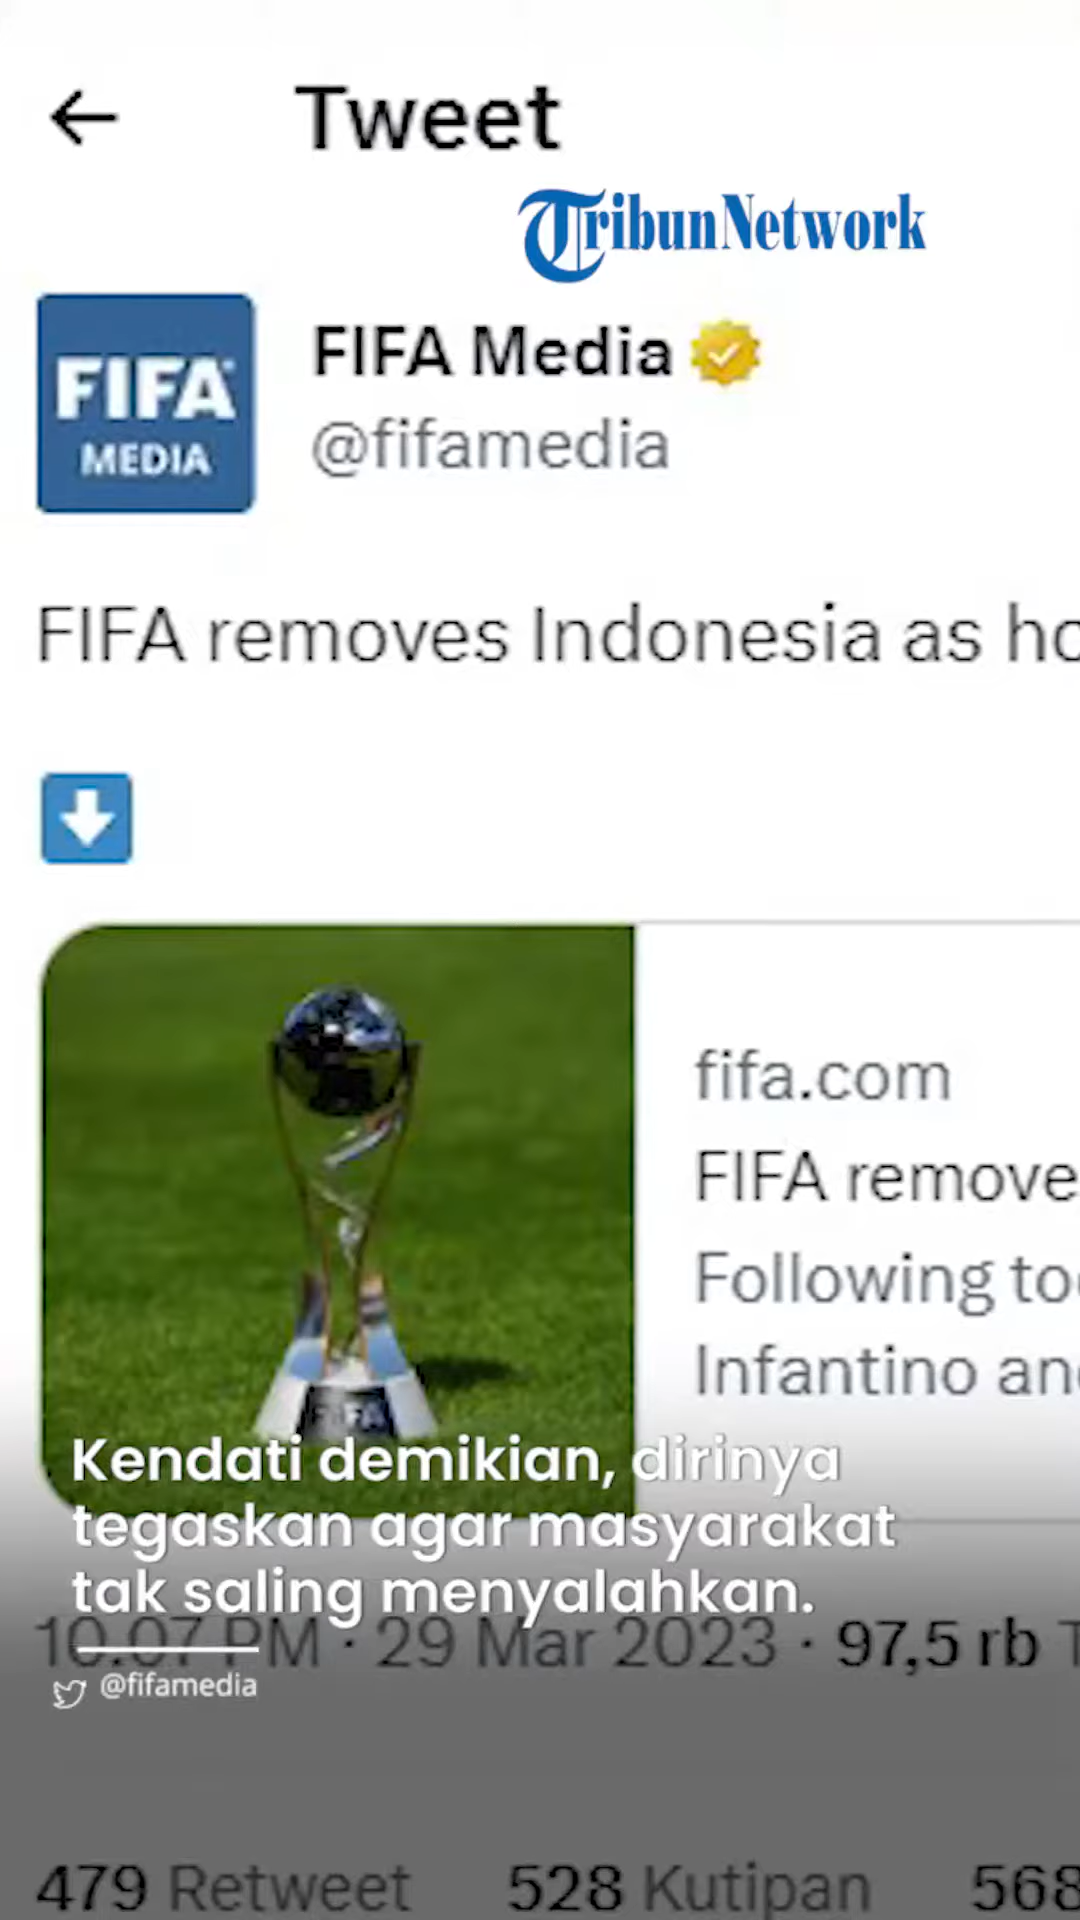 Tweet
TribunNetwork
FIFA
MEDIA
FIFA Media
@fifamedia
FIFA removes Indonesia as ho
fifa.com
FIFA remove
Following to
Infantino an
FIFA
Kendati demikian, dirinya
tegaskan agar masyarakat
tak saling menyalahkan.
10.07 PM · 29 Mar 2023 · 97,5 rb T
@fifamedia
479 Retweet 528 Kutipan 568